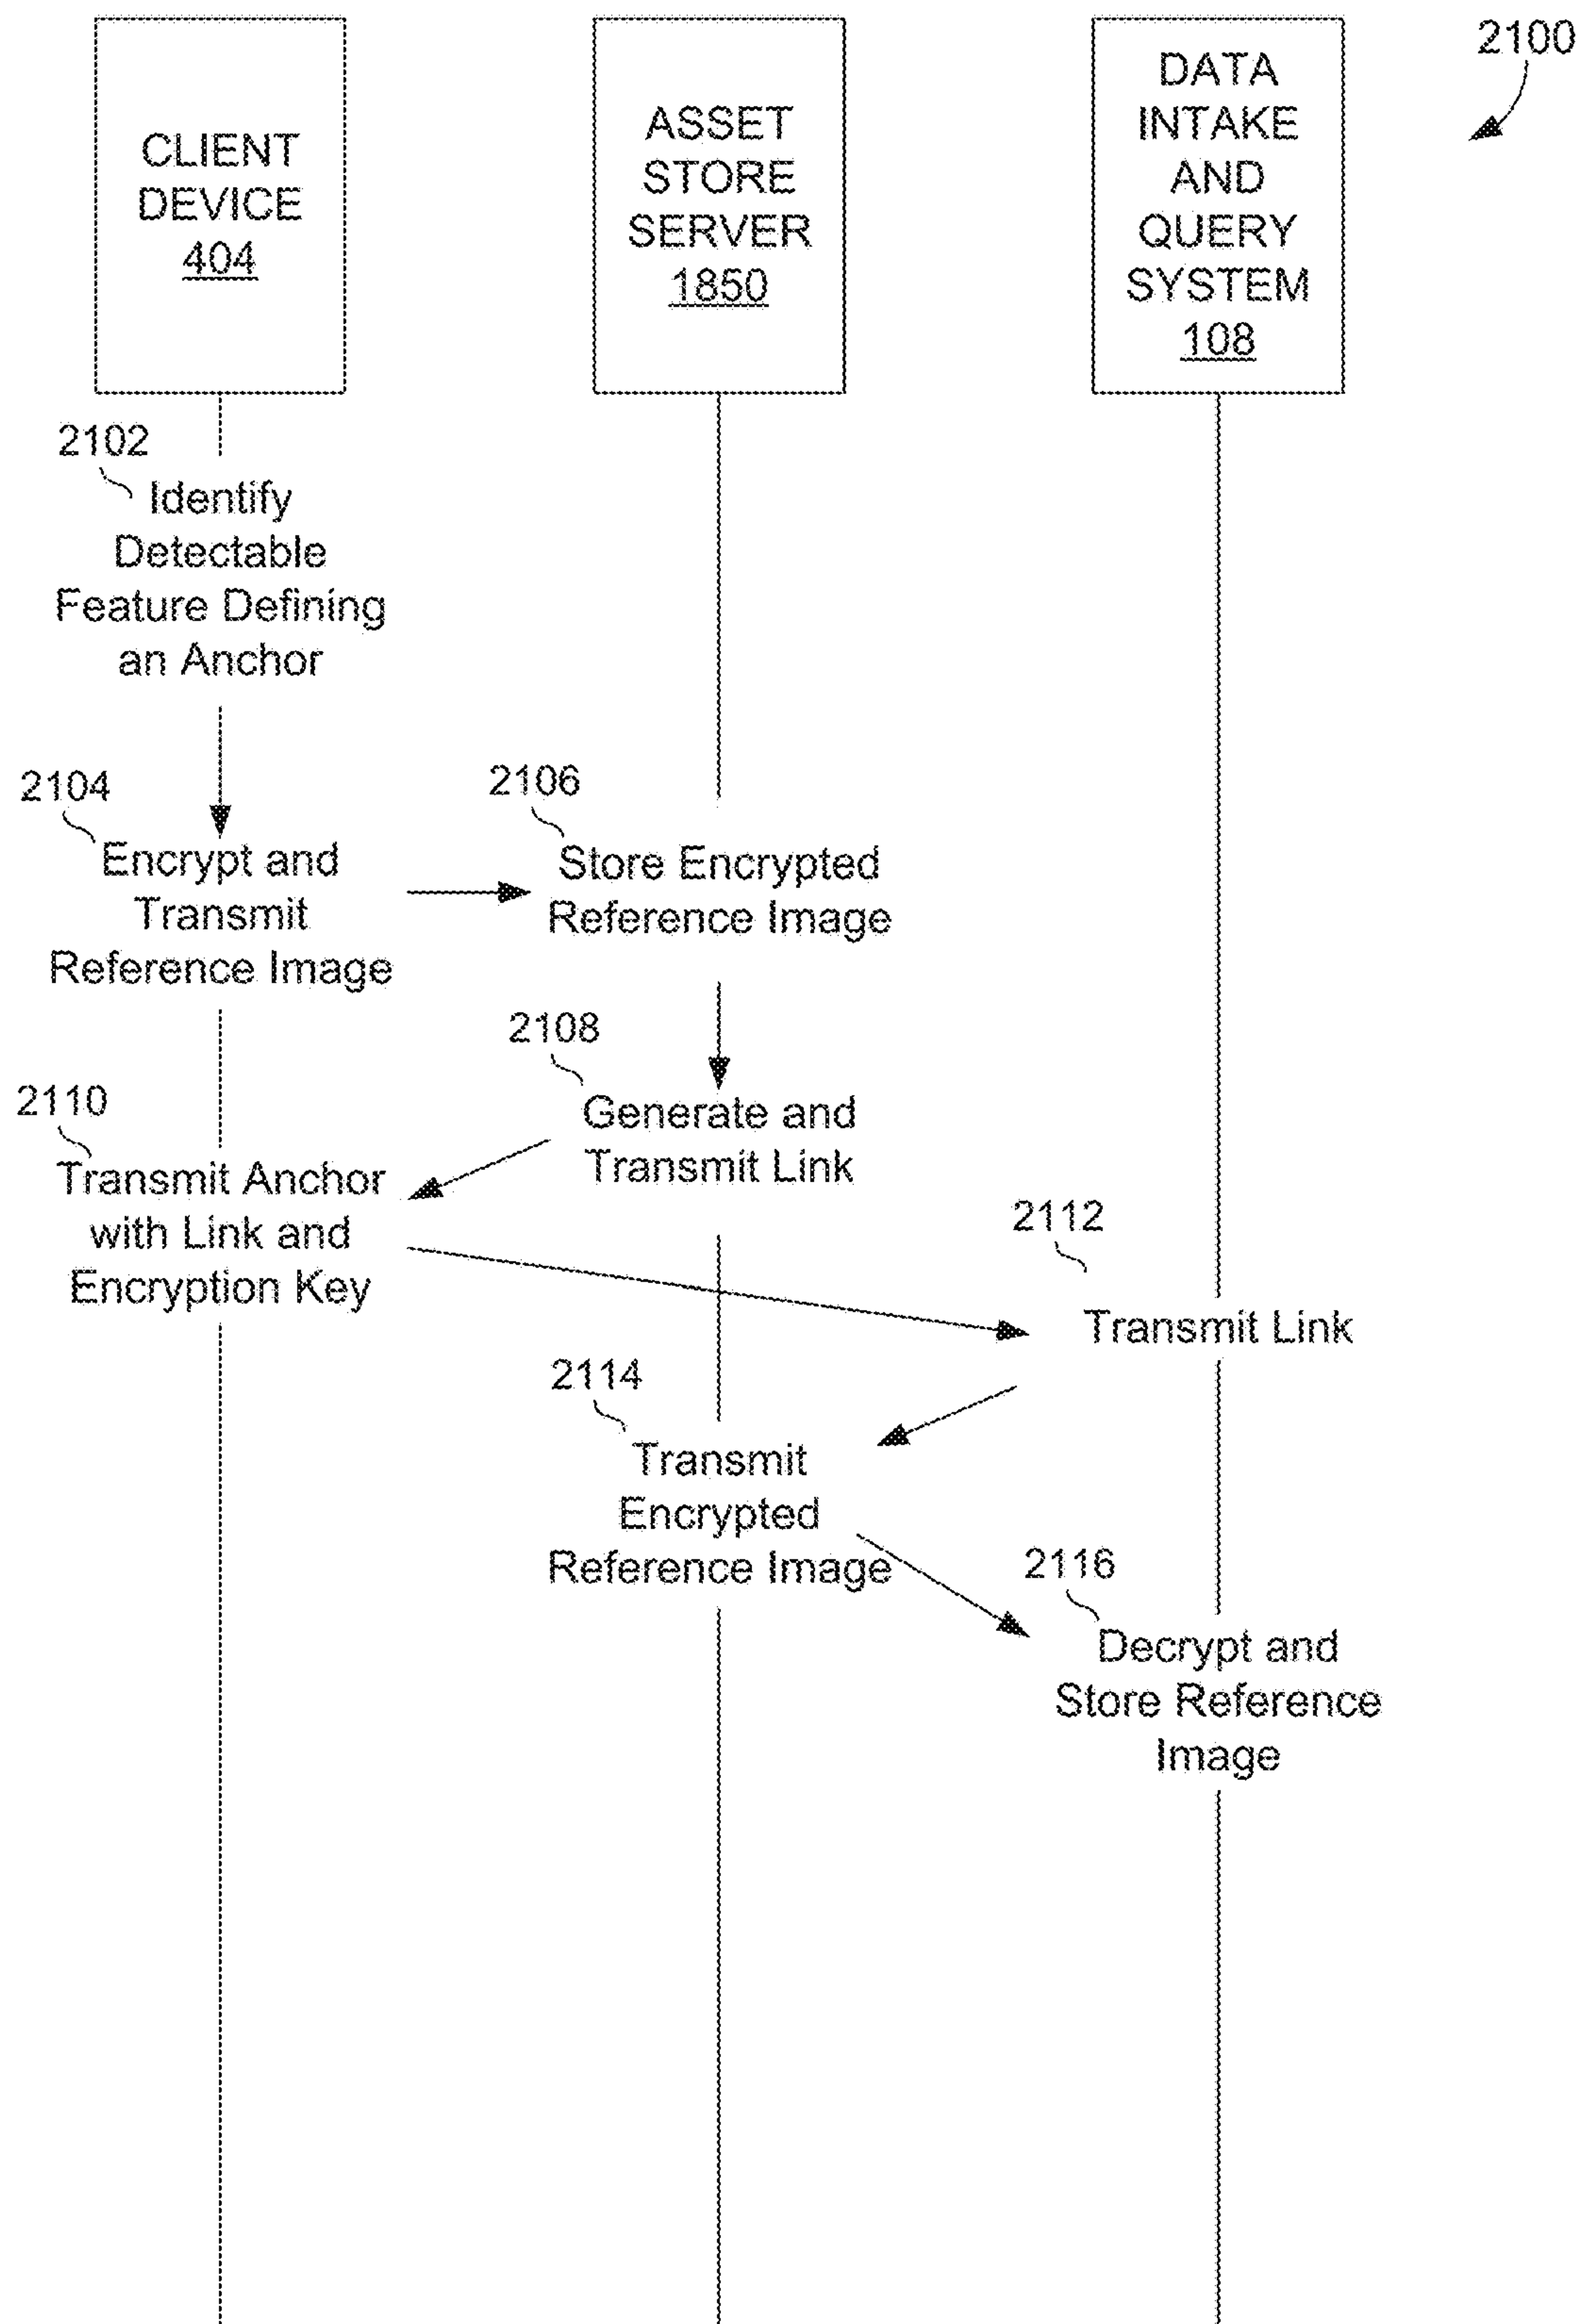 2100
CLIENT
DEVICE
404
ASSET
STORE
SERVER
1850
DATA
INTAKE
AND
QUERY
SYSTEM
108
2102
Identify
Detectable
Feature Defining
an Anchor
2104
Encrypt and
Transmit
Reference Image
2106
Store Encrypted
Reference Image
2108
Generate and
Transmit Link
2110
Transmit Anchor
with Link and
Encryption Key
2112
Transmit Link
2114
Transmit
Encrypted
Reference Image
2116
Decrypt and
Store Reference
Image